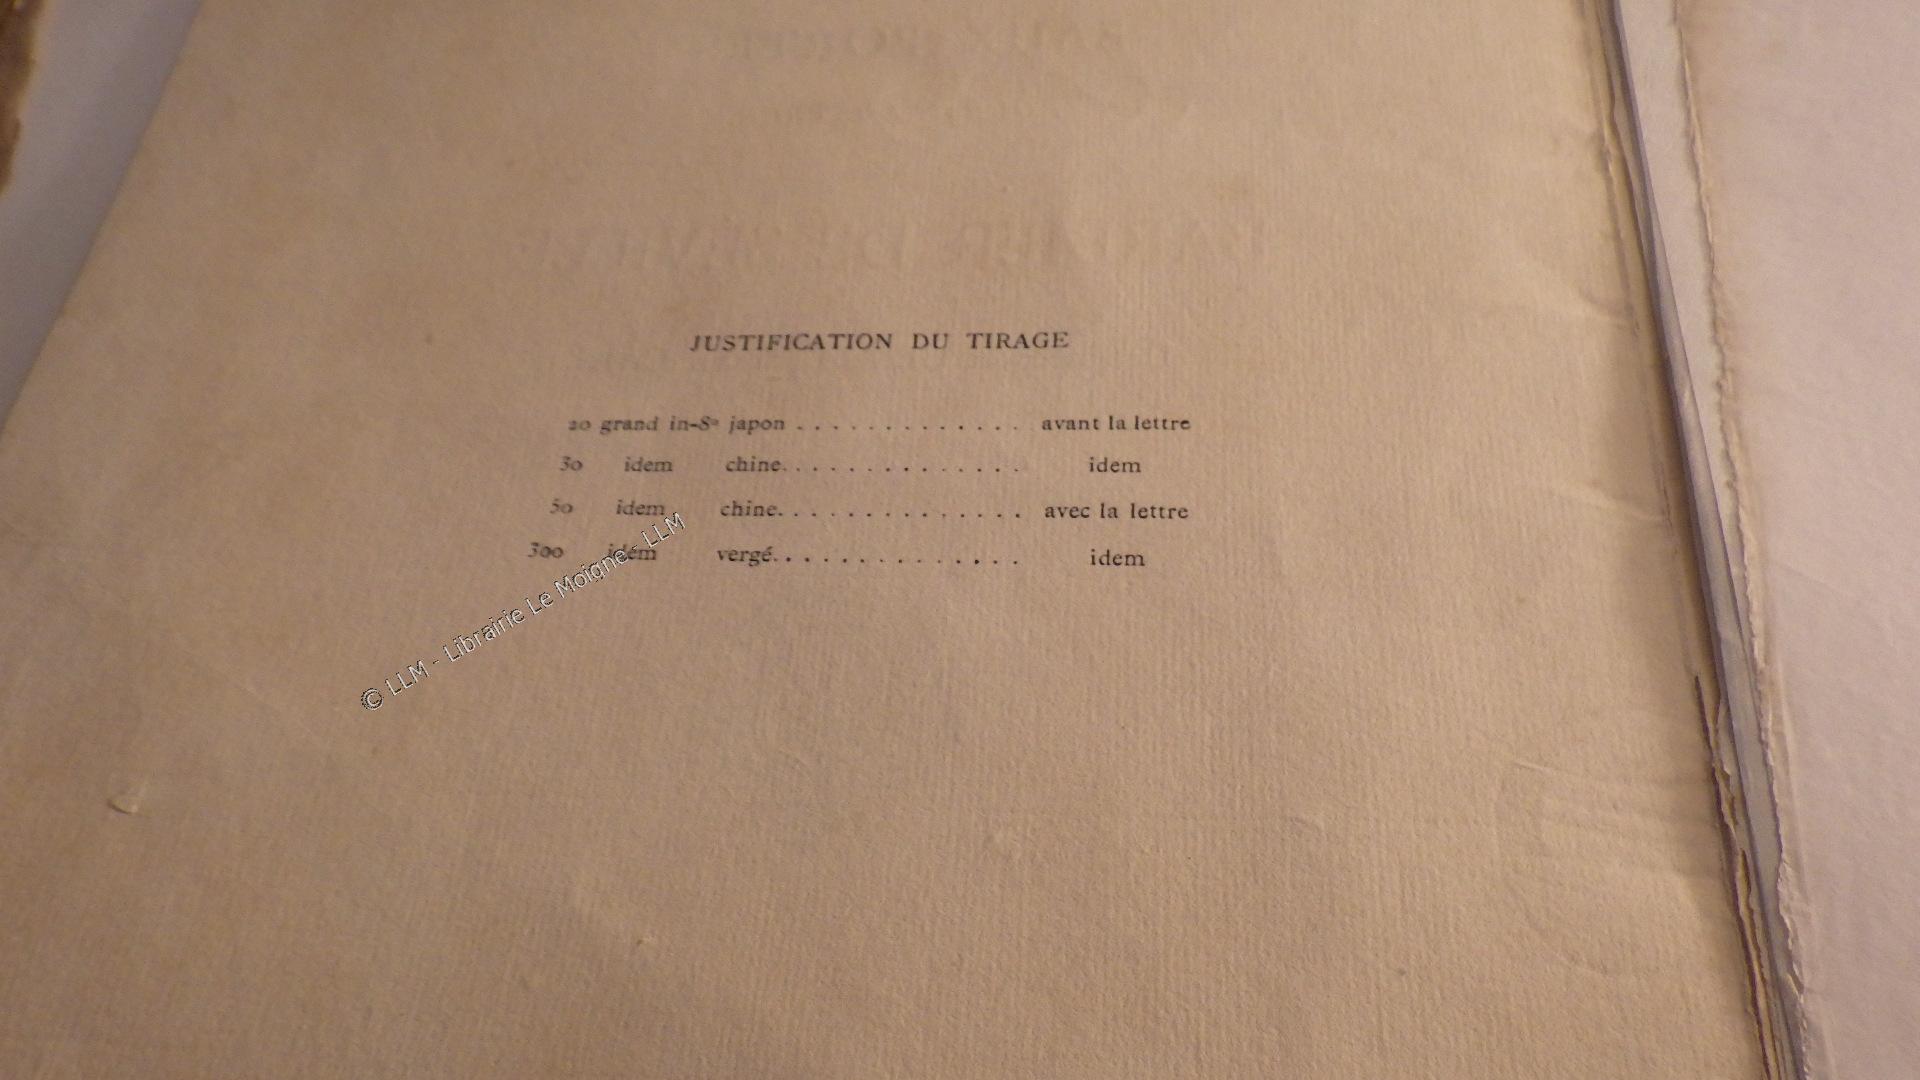 JUSTIFICATION DU TIRAGE
20 grand in-8º japon . . . . . . . . . . . . . avant la lettre
30 idem chine. . . . . . . . . . . . . . idem
50 idem chine. . . . . . . . . . . . . . avec la lettre
300 idem vergé. . . . . . . . . . . . . . idem
© LLM - Librairie Le Moigne - LLM